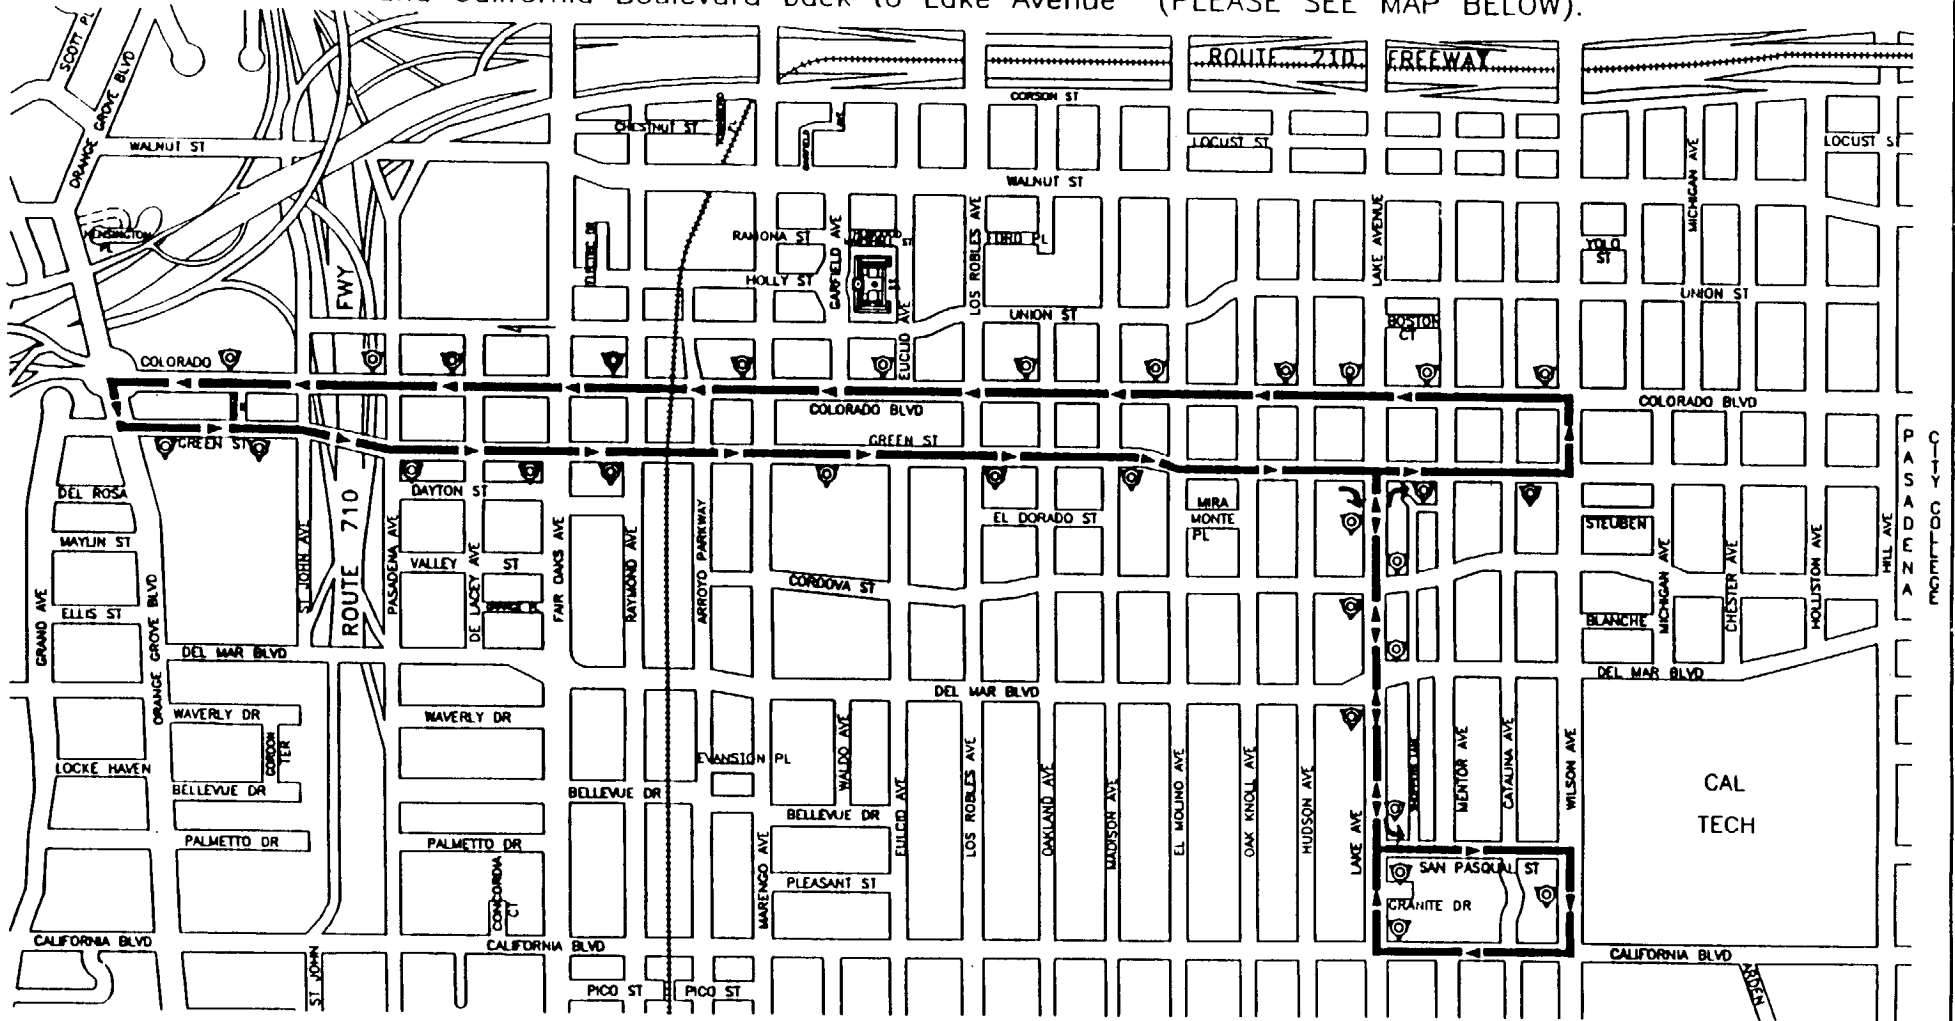 and California Boulevard back to Lake Avenue (PLEASE SEE MAP BELOW).
SCOTT PL
ORANGE GROVE BLVD
ROUTE 210 FREEWAY
CORSON ST
CHESTNUT ST
WALNUT ST
LOCUST ST
LOCUST ST
WALNUT ST
MICHIGAN AVE
KENSINGTON PL
FWY
ELECTRIC DR
RAMONA ST
HOLLY ST
GARFIELD AVE
EUCLID AVE
LOS ROBLES AVE
FORD PL
UNION ST
LAKE AVENUE
BOSTON CT
YOLO ST
UNION ST
COLORADO
COLORADO BLVD
COLORADO BLVD
GREEN ST
GREEN ST
PASADENA
CITY COLLEGE
DEL ROSA
MAYLIN ST
ELLIS ST
GRAND AVE
ORANGE GROVE BLVD
ST JOHN AVE
ROUTE 710
PASADENA AVE
DAYTON ST
VALLEY ST
DE LACEY AVE
FAIR OAKS AVE
RAYMOND AVE
ARROYO PARKWAY
CORDOVA ST
EL DORADO ST
MIRA MONTE PL
STEUBEN
BLANCHE
MICHIGAN AVE
CHESTER AVE
HOLLISTON AVE
HILL AVE
DEL MAR BLVD
DEL MAR BLVD
DEL MAR BLVD
WAVERLY DR
WAVERLY DR
GORDON TER
LOCKE HAVEN
BELLEVUE DR
BELLEVUE DR
BELLEVUE DR
EVANSTON PL
WALDO AVE
PALMETTO DR
PALMETTO DR
CONCORDIA CT
MARENGO AVE
PLEASANT ST
EULCID AVE
LOS ROBLES AVE
OAKLAND AVE
MADISON AVE
EL MOLINO AVE
OAK KNOLL AVE
HUDSON AVE
LAKE AVE
MENTOR AVE
CATALINA AVE
WILSON AVE
CAL
TECH
SAN PASQUAL ST
GRANITE DR
CALIFORNIA BLVD
CALIFORNIA BLVD
CALIFORNIA BLVD
ST JOHN
PICO ST
PICO ST
ARDEN